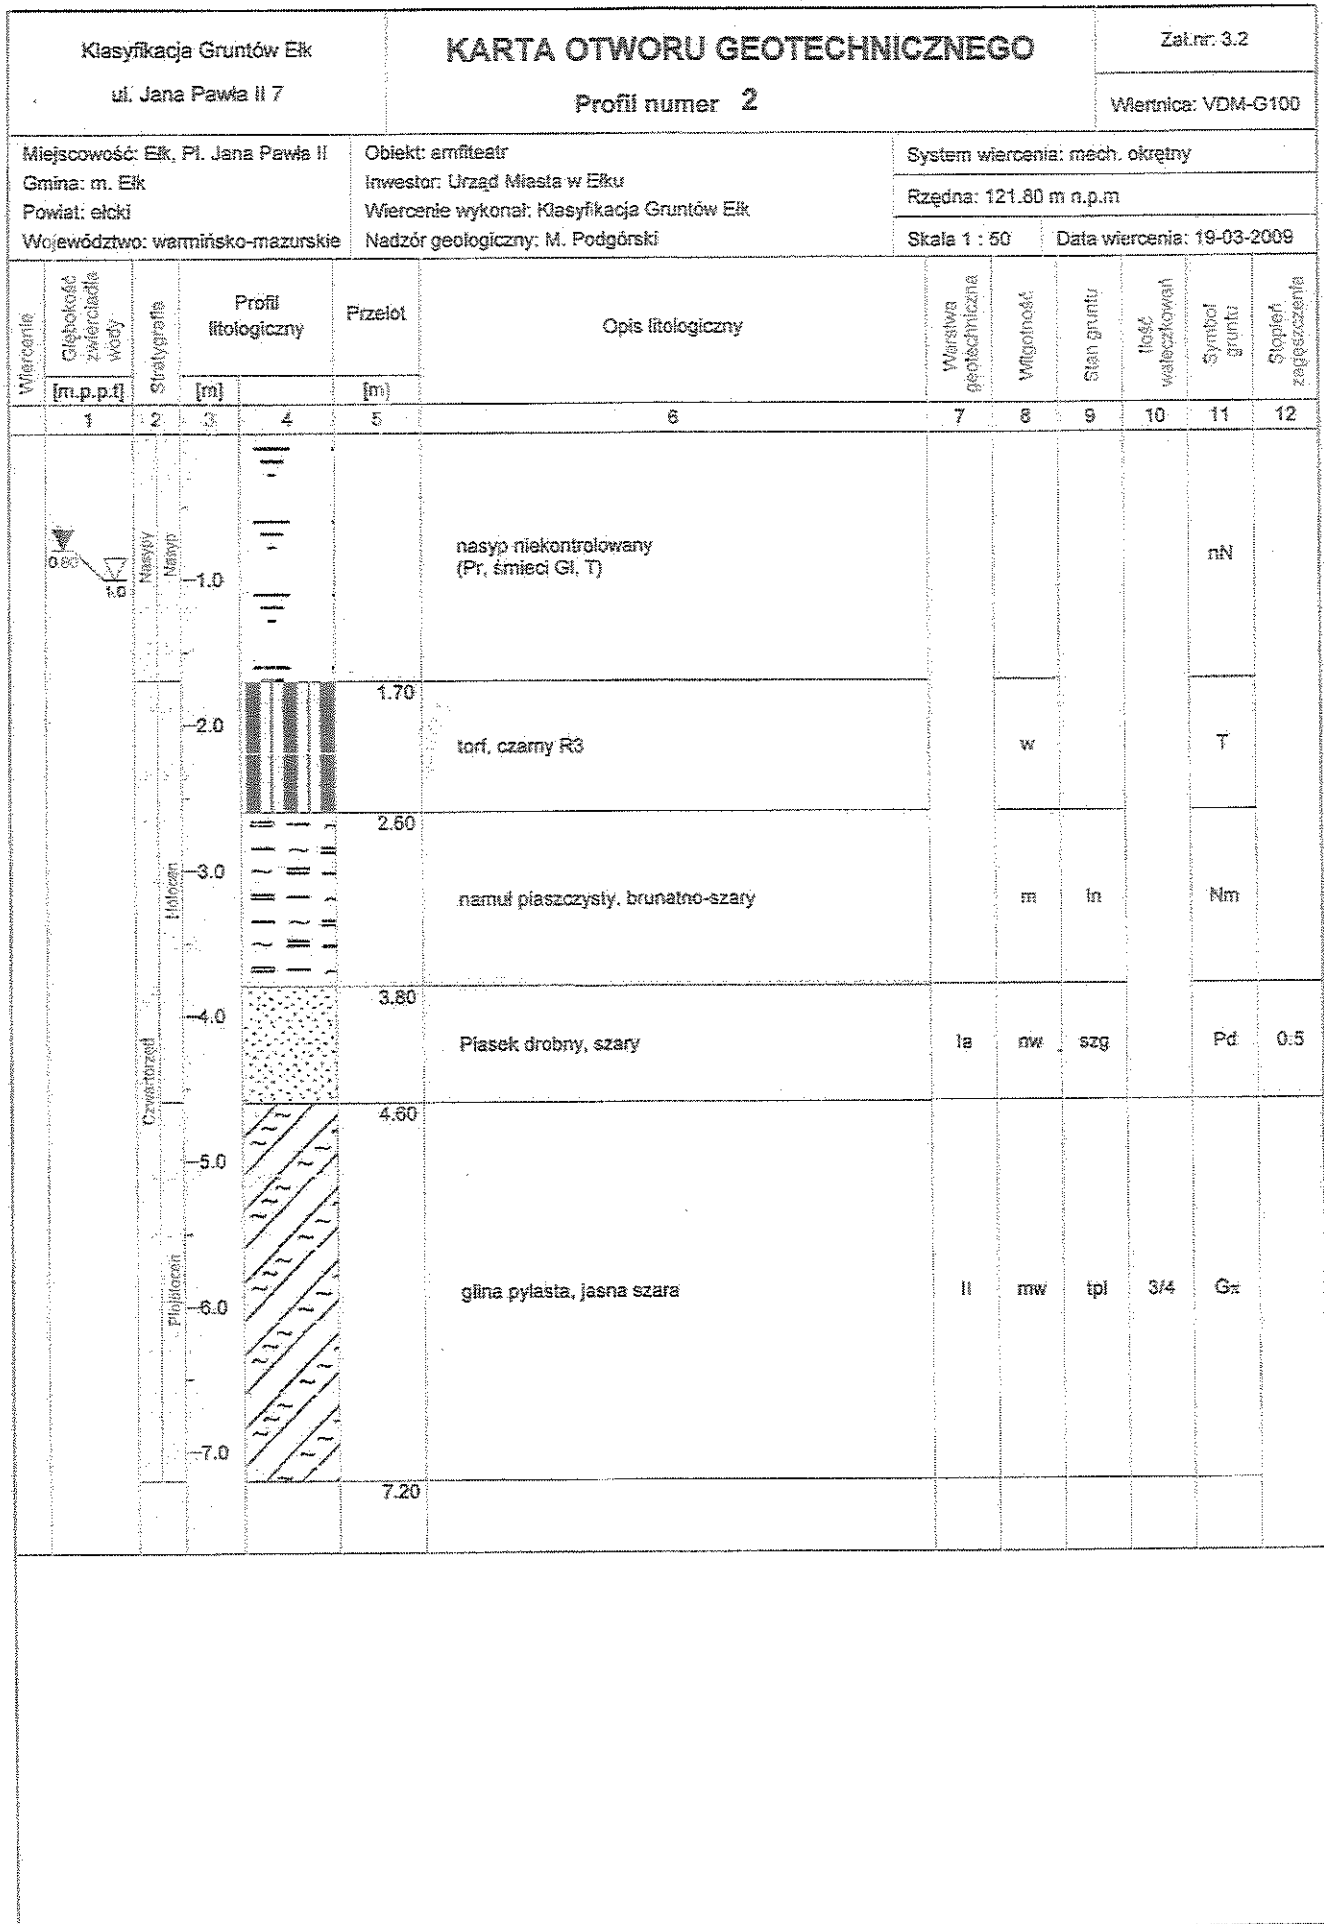 Klasyfikacja Gruntów Ełk
ul. Jana Pawła II 7
KARTA OTWORU GEOTECHNICZNEGO
Profil numer 2
Zał.nr: 3.2
Wiertnica: VDM-G100
Miejscowość: Ełk, Pl. Jana Pawła II
Gmina: m. Ełk
Powiat: ełcki
Województwo: warmińsko-mazurskie
Obiekt: amfiteatr
Inwestor: Urząd Miasta w Ełku
Wiercenie wykonał: Klasyfikacja Gruntów Ełk
Nadzór geologiczny: M. Podgórski
System wiercenia: mech. okrętny
Rzędna: 121.80 m n.p.m
Skala 1 : 50
Data wiercenia: 19-03-2009
Wiercenie
Głębokość
zwierciadła
wody
[m.p.p.t]
Stratygrafia
Profil
litologiczny
[m]
Przelot
[m]
Opis litologiczny
Warstwa
geotechniczna
Wilgotność
Stan gruntu
Ilość
wałeczkowań
Symbol
gruntu
Stopień
zagęszczenia
1 2 3 4 5 6 7 8 9 10 11 12
0.80
1.0
Nasypy
Nasyp
1.0
nasyp niekontrolowany
(Pr, śmieci Gl, T)
nN
1.70
2.0
torf, czarny R3
w
T
2.60
3.0
Holocen
namuł piaszczysty, brunatno-szary
m
ln
Nm
3.80
4.0
Czwartorzęd
Piasek drobny, szary
Ia
nw
szg
Pd
0.5
4.60
5.0
Plejstocen
6.0
glina pylasta, jasna szara
II
mw
tpl
3/4
Gπ
7.0
7.20